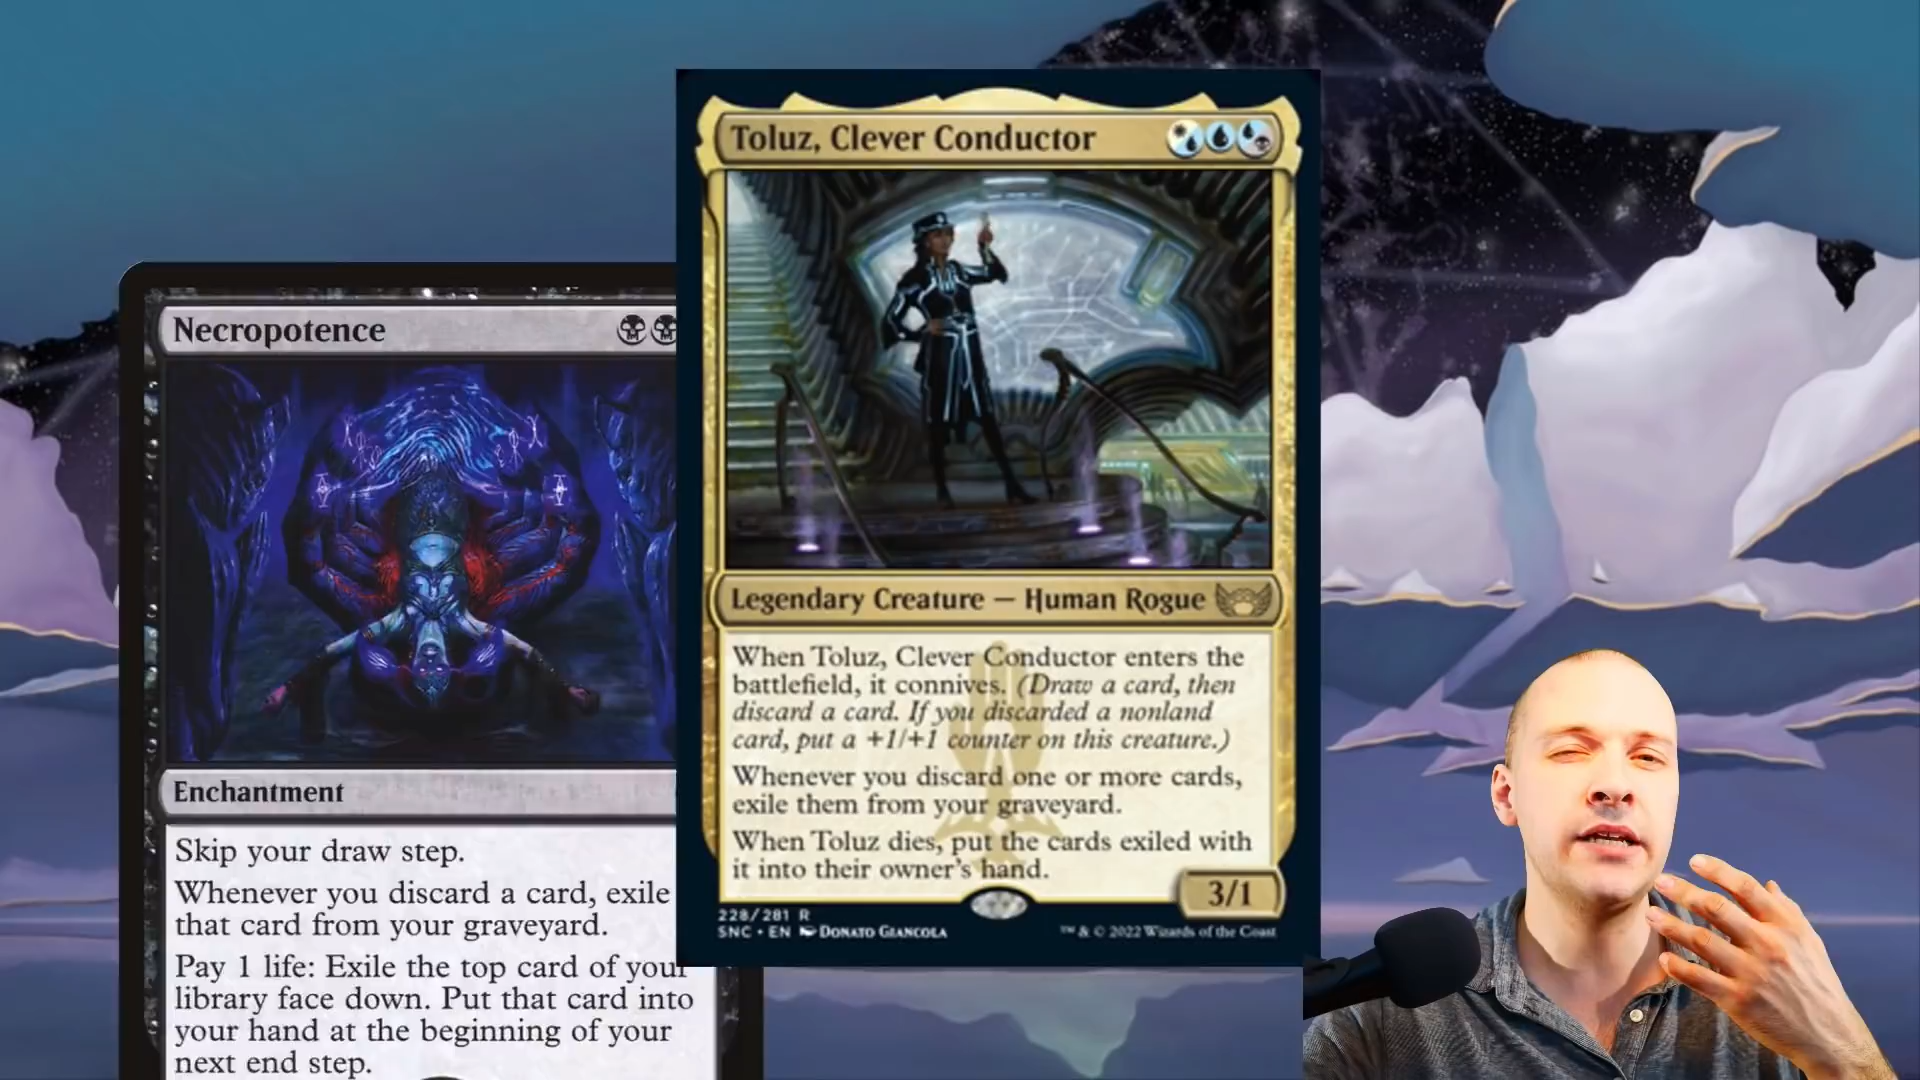 Necropotence
Enchantment
Skip your draw step.
Whenever you discard a card, exile
that card from your graveyard.
Pay 1 life: Exile the top card of your
library face down. Put that card into
your hand at the beginning of your
next end step.
Toluz, Clever Conductor
Legendary Creature — Human Rogue
When Toluz, Clever Conductor enters the
battlefield, it connives. (Draw a card, then
discard a card. If you discarded a nonland
card, put a +1/+1 counter on this creature.)
Whenever you discard one or more cards,
exile them from your graveyard.
When Toluz dies, put the cards exiled with
it into their owner's hand.
3/1
228/281 R
SNC • EN DONATO GIANCOLA
™ & © 2022 Wizards of the Coast